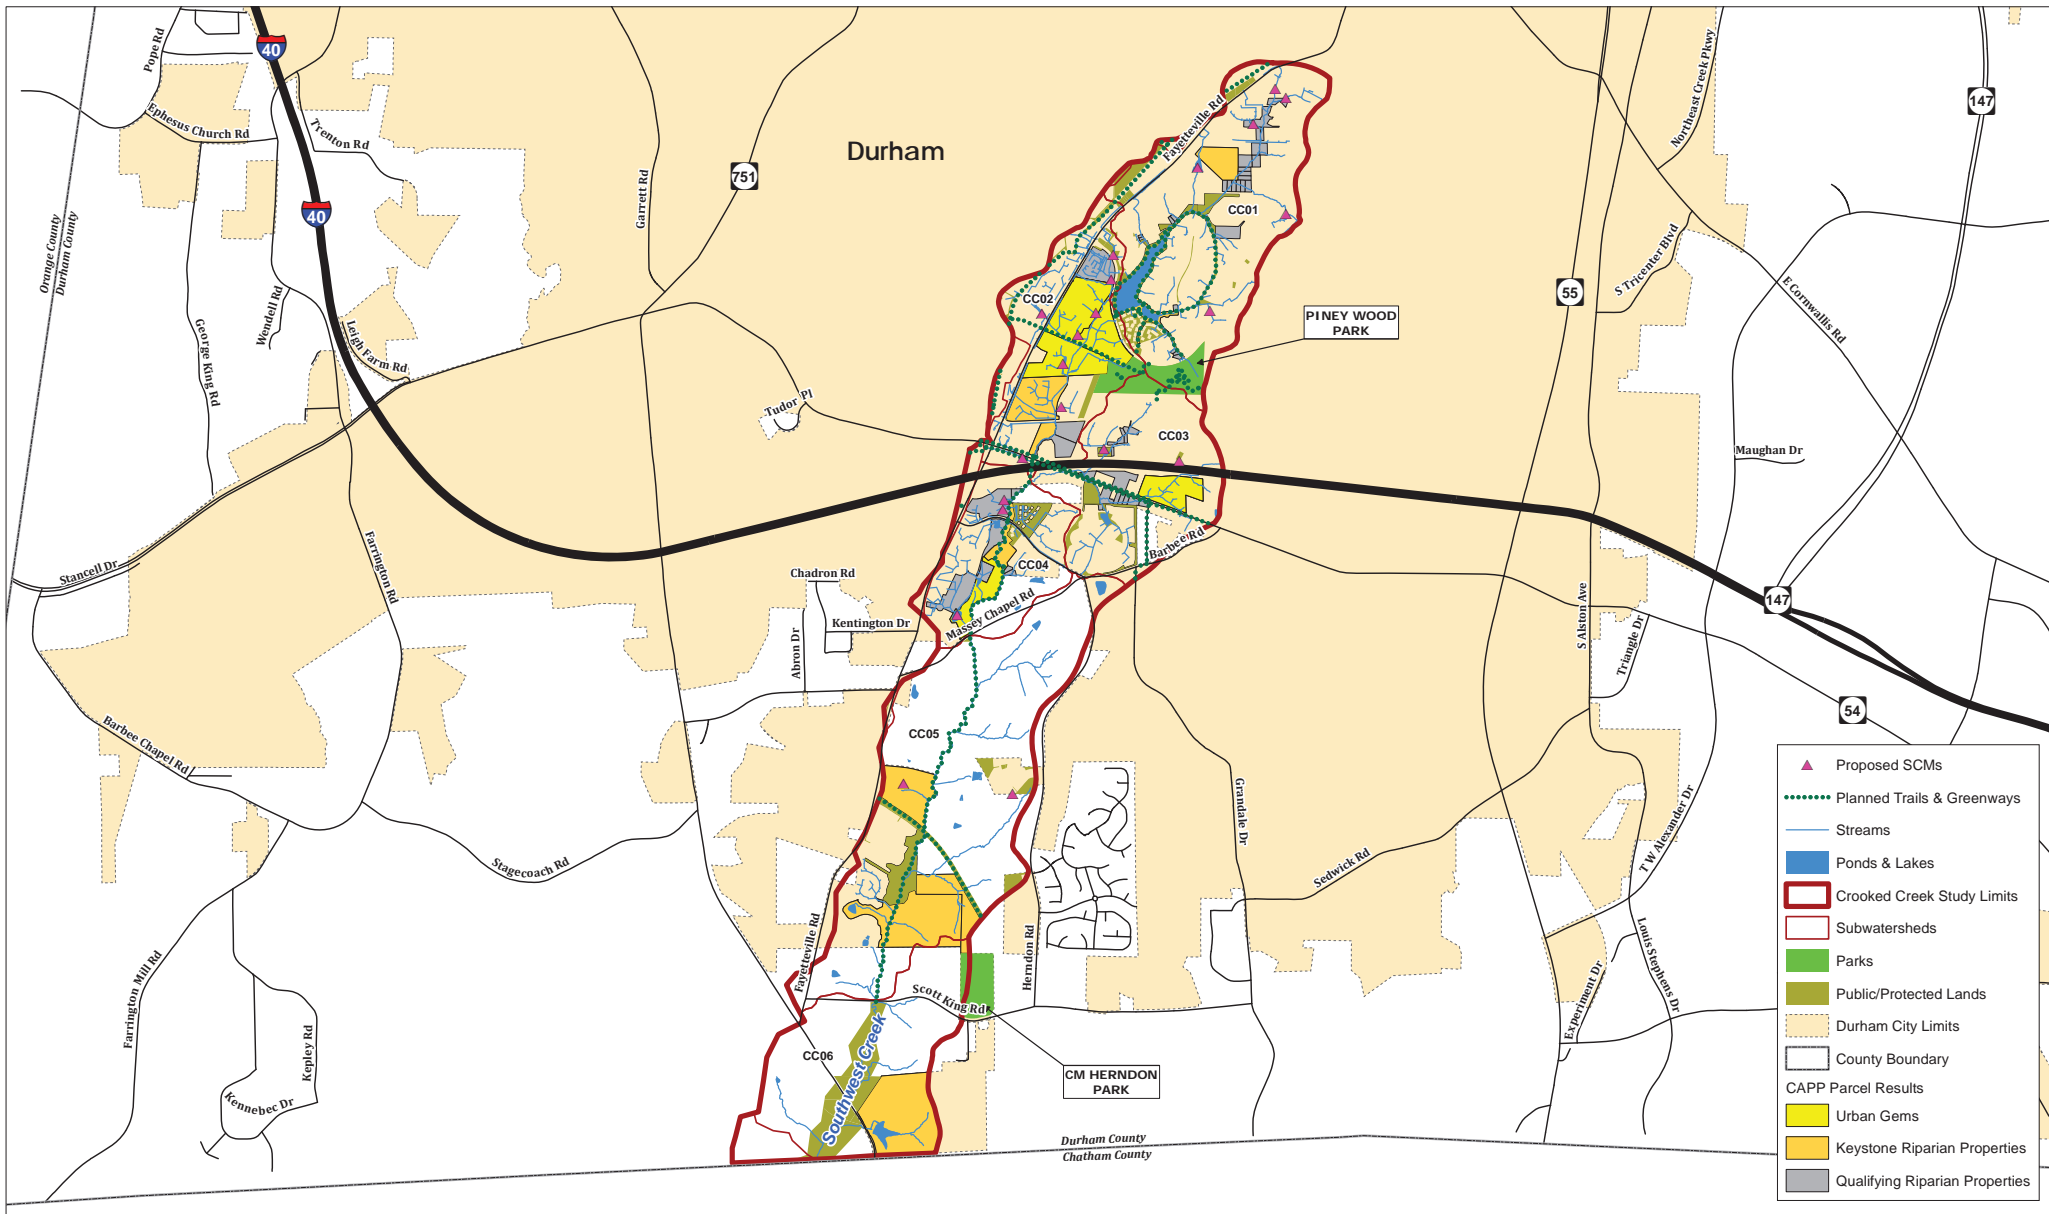 Pope Rd
40
Ephesus Church Rd
Trenton Rd
Orange County
Durham County
40
Garrett Rd
751
Durham
Fayetteville Rd
CC01
Northeast Creek Pkwy
147
S Tricenter Blvd
E Cornwallis Rd
55
Wendell Rd
George King Rd
Leigh Farm Rd
CC02
PINEY WOOD
PARK
Tudor Pl
CC03
Maughan Dr
Stancell Dr
Farrington Rd
Chadron Rd
Kentington Dr
Abron Dr
CC04
Barbee Rd
Massey Chapel Rd
S Alston Ave
147
Triangle Dr
54
Barbee Chapel Rd
CC05
Stagecoach Rd
Grandale Dr
Sedwick Rd
T W Alexander Dr
Louis Stephens Dr
Experiment Dr
Farrington Mill Rd
Kepley Rd
Kennebec Dr
Fayetteville Rd
Herndon Rd
Scott King Rd
CC06
Southwest Creek
CM HERNDON
PARK
Durham County
Chatham County
Proposed SCMs
Planned Trails & Greenways
Streams
Ponds & Lakes
Crooked Creek Study Limits
Subwatersheds
Parks
Public/Protected Lands
Durham City Limits
County Boundary
CAPP Parcel Results
Urban Gems
Keystone Riparian Properties
Qualifying Riparian Properties